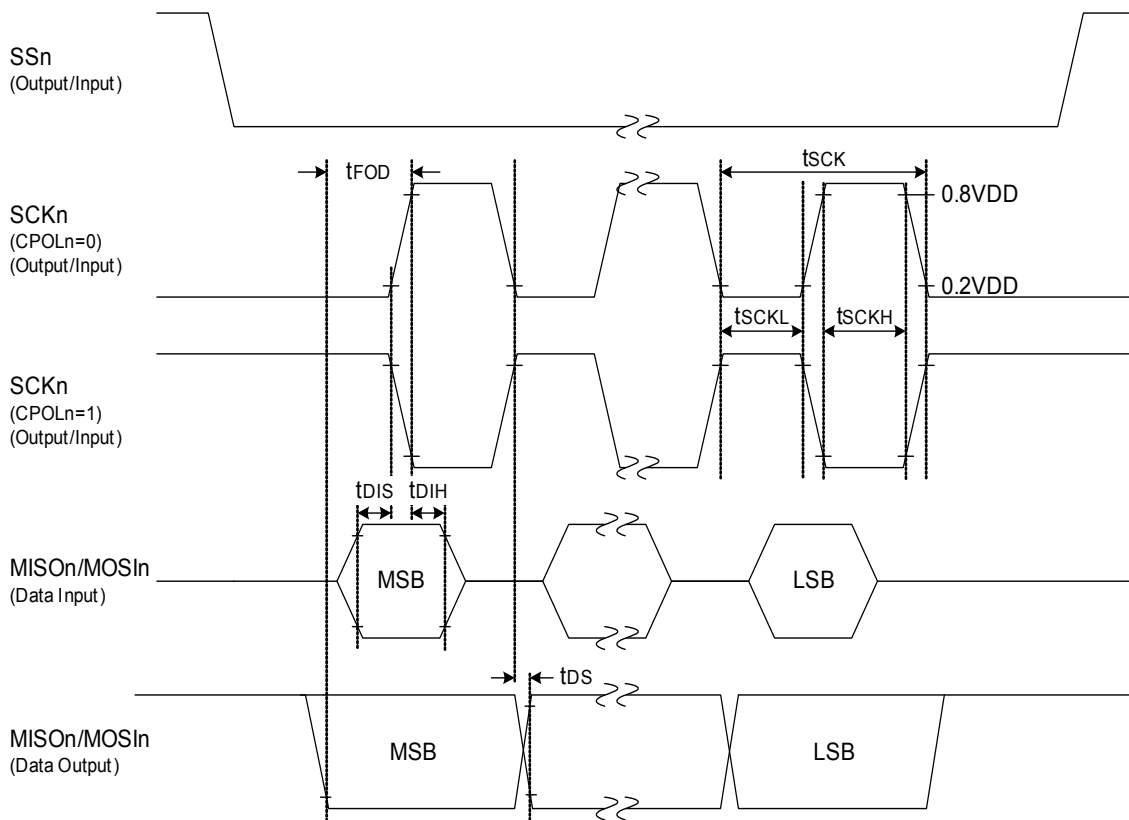 SSn
(Output/Input)
tFOD
tSCK
SCKn
(CPOLn=0)
(Output/Input)
0.8VDD
0.2VDD
tSCKL
tSCKH
SCKn
(CPOLn=1)
(Output/Input)
tDIS
tDIH
MISOn/MOSIn
(Data Input)
MSB
LSB
tDS
MISOn/MOSIn
(Data Output)
MSB
LSB